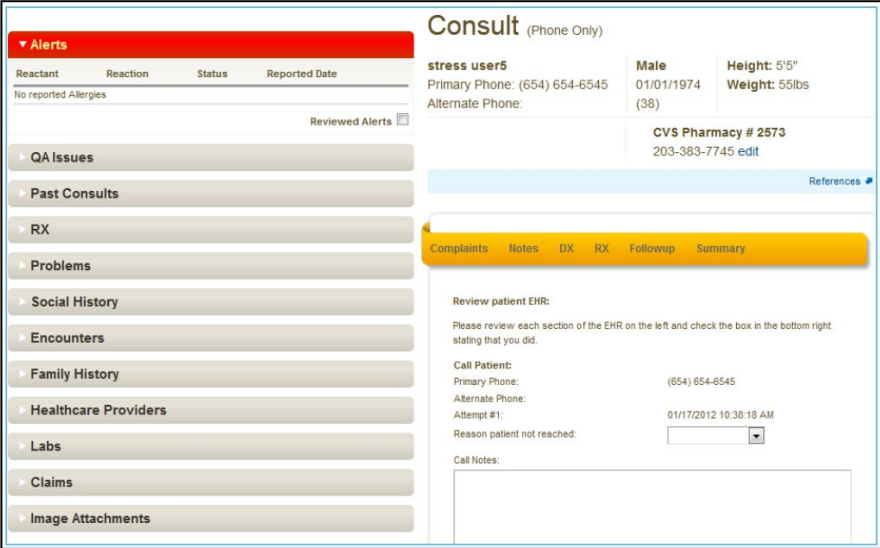 Alerts
Reactant Reaction Status Reported Date
No reported Allergies
Reviewed Alerts
QA Issues
Past Consults
RX
Problems
Social History
Encounters
Family History
Healthcare Providers
Labs
Claims
Image Attachments
Consult (Phone Only)
stress user5 Male Height: 5'5"
Primary Phone: (654) 654-6545 01/01/1974 Weight: 55lbs
Alternate Phone: (38)
CVS Pharmacy # 2573
203-383-7745 edit
References
Complaints Notes DX RX Followup Summary
Review patient EHR:
Please review each section of the EHR on the left and check the box in the bottom right
stating that you did.
Call Patient:
Primary Phone: (654) 654-6545
Alternate Phone:
Attempt #1: 01/17/2012 10:38:18 AM
Reason patient not reached:
Call Notes: